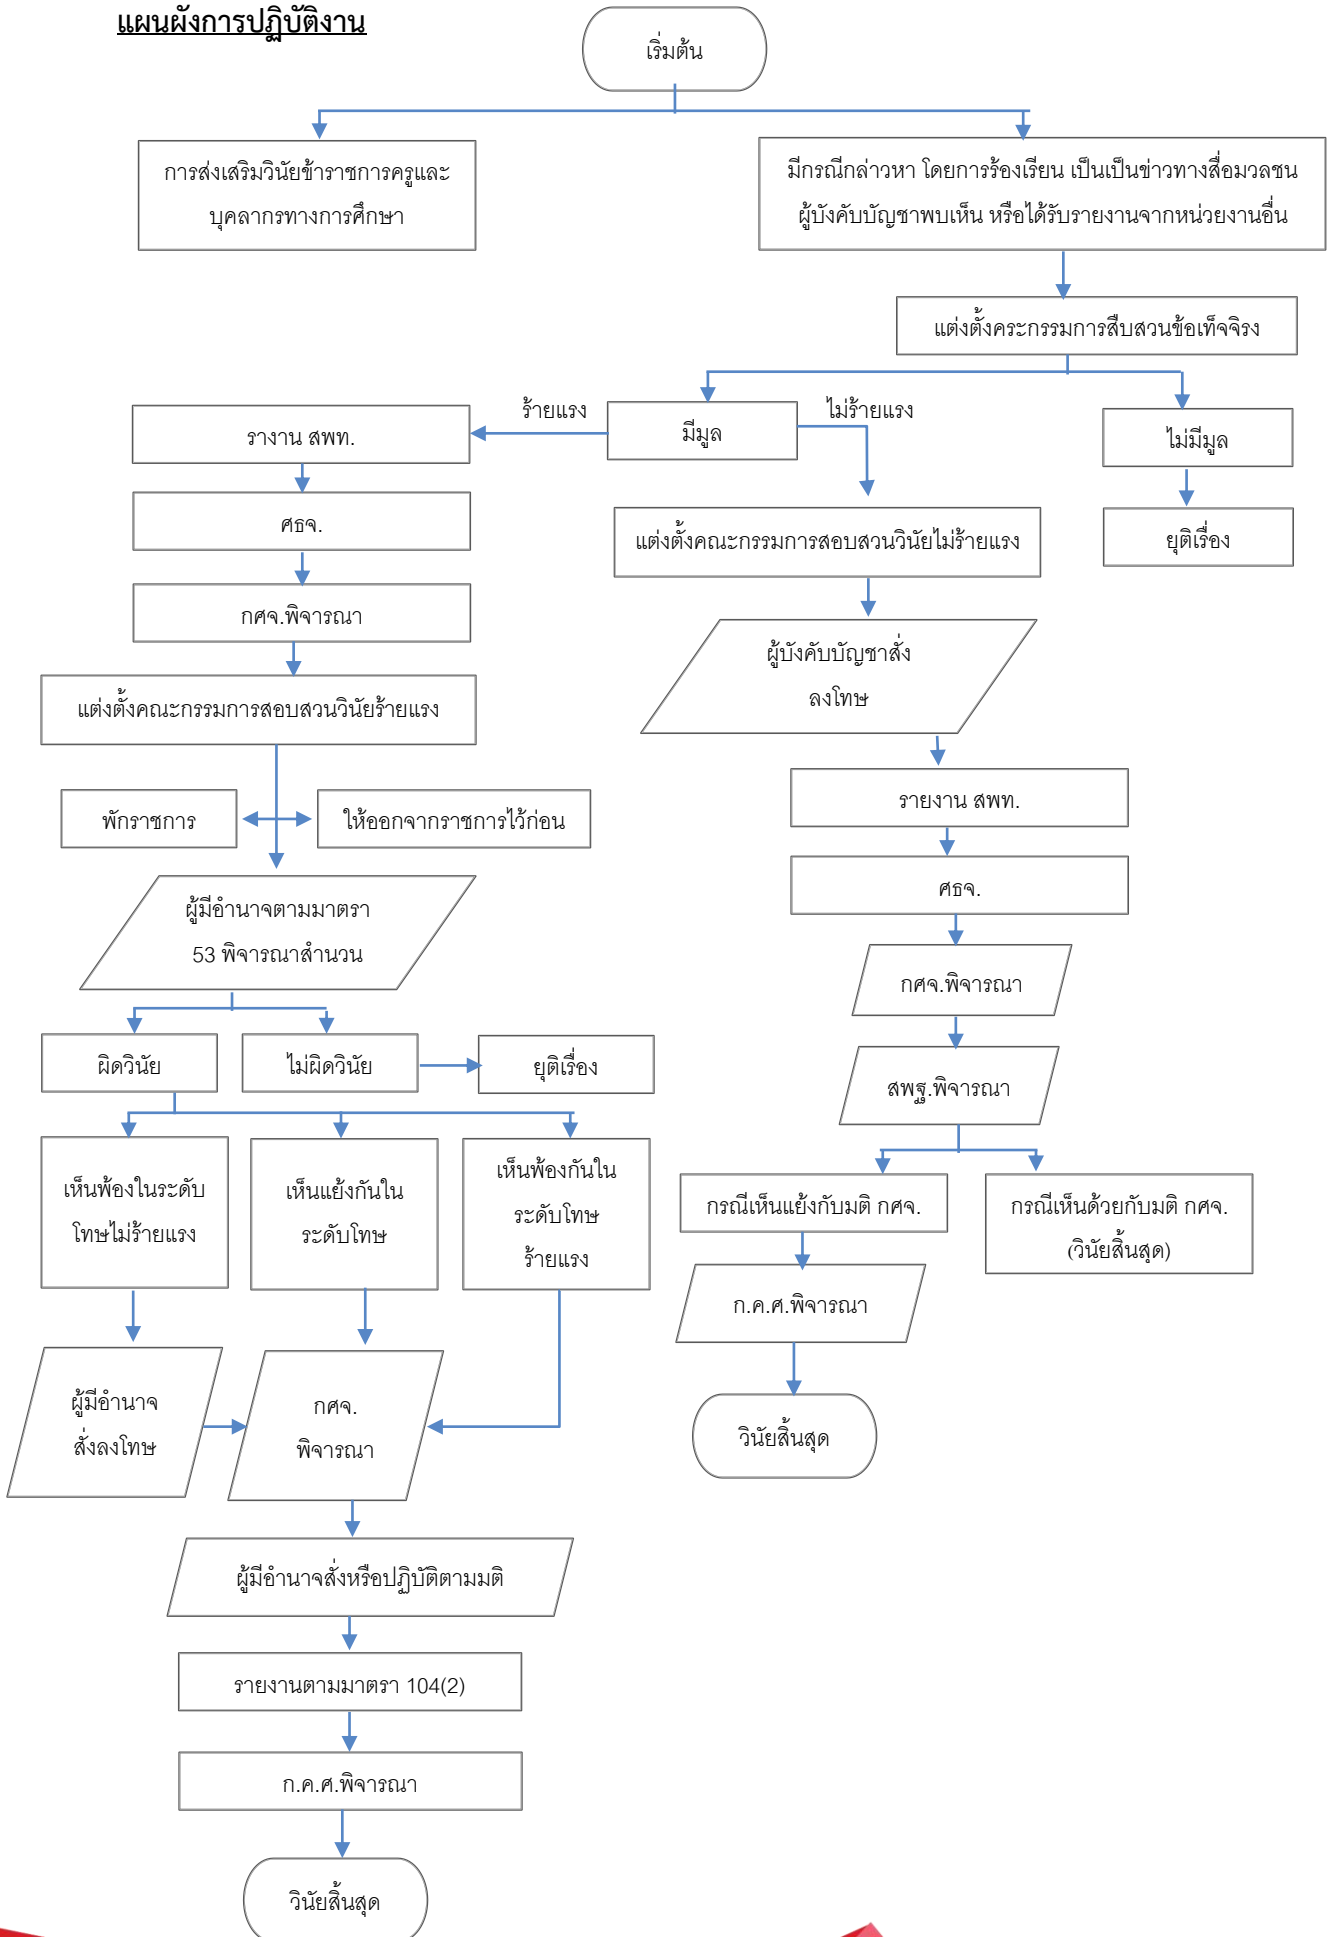 แผนผังการปฏิบัติงาน
เริ่มต้น
การส่งเสริมวินัยข้าราชการครูและ
บุคลากรทางการศึกษา
มีกรณีกล่าวหา โดยการร้องเรียน เป็นเป็นข่าวทางสื่อมวลชน
ผู้บังคับบัญชาพบเห็น หรือได้รับรายงานจากหน่วยงานอื่น
แต่งตั้งคระกรรมการสืบสวนข้อเท็จจิรง
ร้ายแรง
มีมูล
ไม่ร้ายแรง
ไม่มีมูล
ยุติเรื่อง
รางาน สพท.
ศธจ.
กศจ.พิจารณา
แต่งตั้งคณะกรรมการสอบสวนวินัยร้ายแรง
พักราชการ
ให้ออกจากราชการไว้ก่อน
ผู้มีอำนาจตามมาตรา
53 พิจารณาสำนวน
ผิดวินัย
ไม่ผิดวินัย
ยุติเรื่อง
เห็นพ้องในระดับ
โทษไม่ร้ายแรง
เห็นแย้งกันใน
ระดับโทษ
เห็นพ้องกันใน
ระดับโทษ
ร้ายแรง
ผู้มีอำนาจ
สั่งลงโทษ
กศจ.
พิจารณา
ผู้มีอำนาจสั่งหรือปฏิบัติตามมติ
รายงานตามมาตรา 104(2)
ก.ค.ศ.พิจารณา
วินัยสิ้นสุด
แต่งตั้งคณะกรรมการสอบสวนวินัยไม่ร้ายแรง
ผู้บังคับบัญชาสั่ง
ลงโทษ
รายงาน สพท.
ศธจ.
กศจ.พิจารณา
สพฐ.พิจารณา
กรณีเห็นแย้งกับมติ กศจ.
กรณีเห็นด้วยกับมติ กศจ.
(วินัยสิ้นสุด)
ก.ค.ศ.พิจารณา
วินัยสิ้นสุด